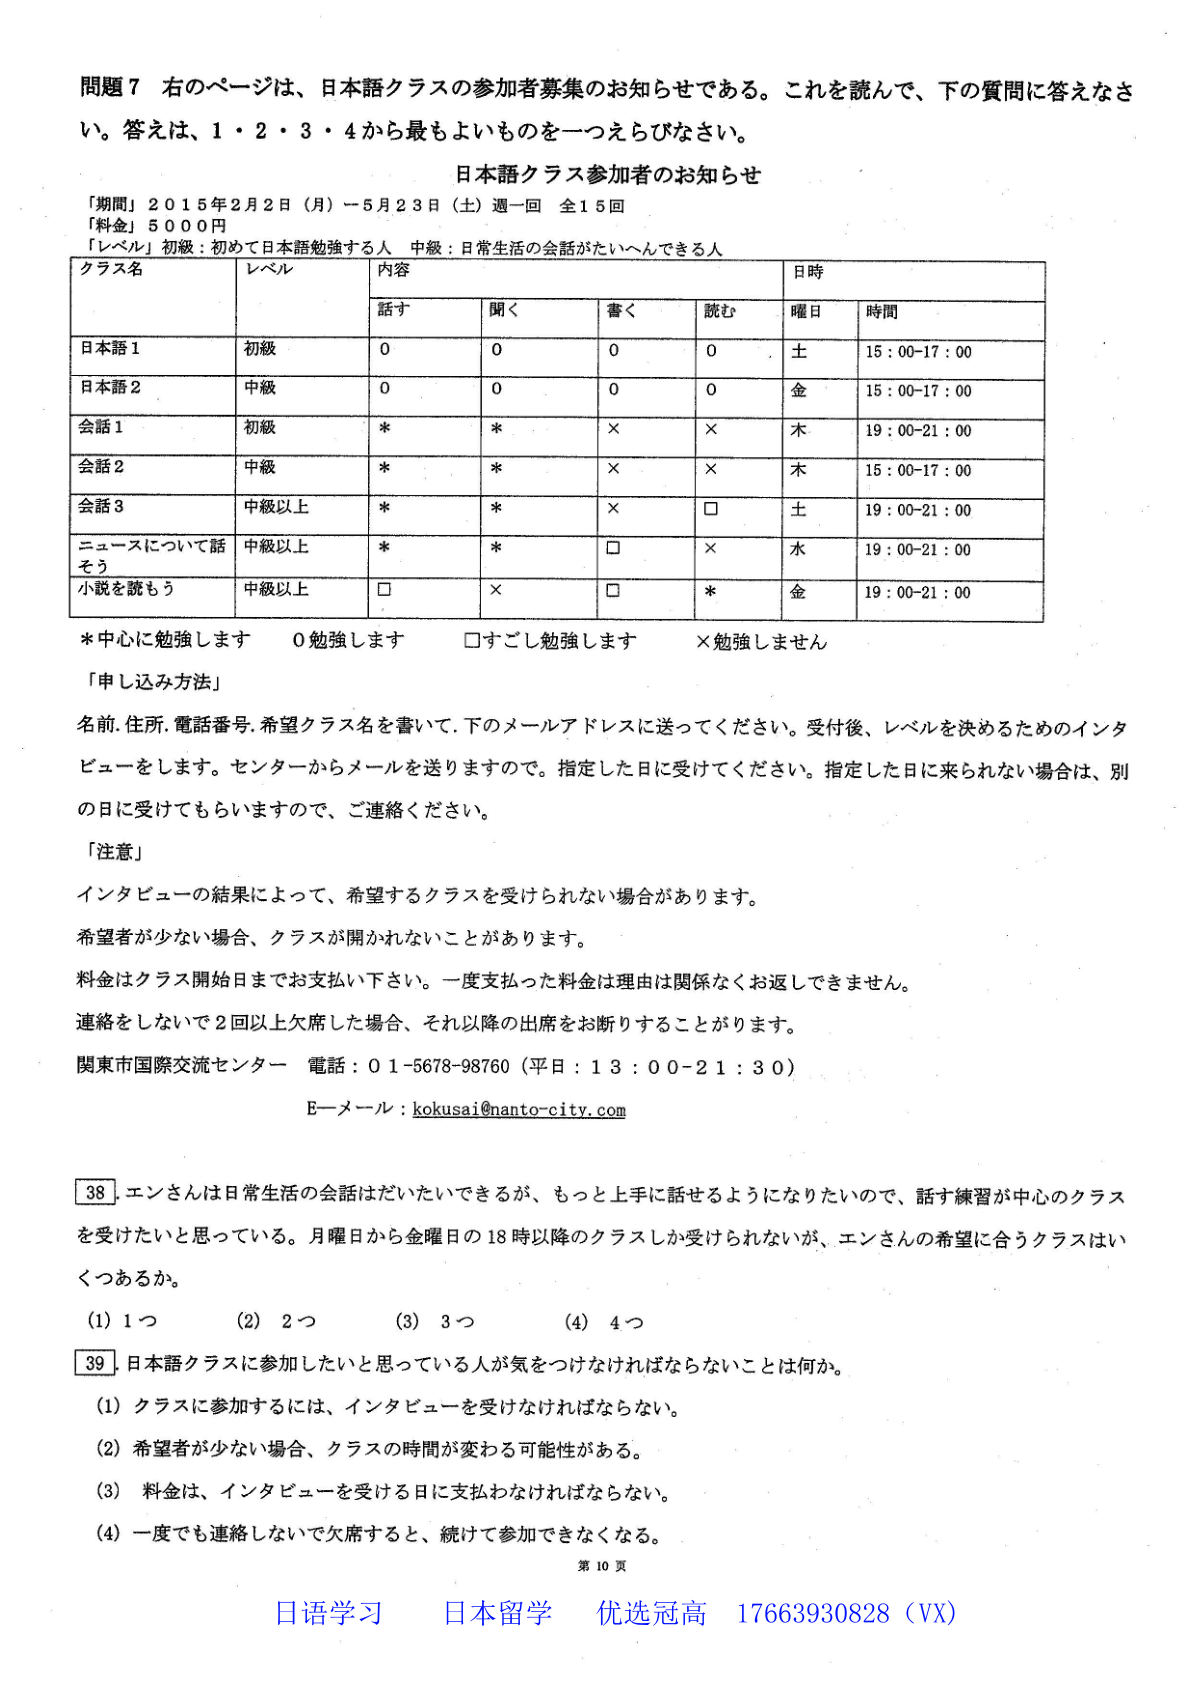 問題７　右のページは、日本語クラスの参加者募集のお知らせである。これを読んで、下の質問に答えなさ
い。答えは、１・２・３・４から最もよいものを一つえらびなさい。
日本語クラス参加者のお知らせ
「期間」２０１５年２月２日（月）ー５月２３日（土）週一回　全１５回
「料金」５０００円
「レベル」初級：初めて日本語勉強する人　中級：日常生活の会話がたいへんできる人
クラス名　レベル　内容　日時
話す　聞く　書く　読む　曜日　時間
日本語１　初級　0　0　0　0　土　15：00-17：00
日本語２　中級　0　0　0　0　金　15：00-17：00
会話１　初級　＊　＊　×　×　木　19：00-21：00
会話２　中級　＊　＊　×　×　木　15：00-17：00
会話３　中級以上　＊　＊　×　□　土　19：00-21：00
ニュースについて話　中級以上　＊　＊　□　×　水　19：00-21：00
そう
小説を読もう　中級以上　□　×　□　＊　金　19：00-21：00
＊中心に勉強します　0勉強します　□すごし勉強します　×勉強しません
「申し込み方法」
名前.住所.電話番号.希望クラス名を書いて.下のメールアドレスに送ってください。受付後、レベルを決めるためのインタ
ビューをします。センターからメールを送りますので。指定した日に受けてください。指定した日に来られない場合は、別
の日に受けてもらいますので、ご連絡ください。
「注意」
インタビューの結果によって、希望するクラスを受けられない場合があります。
希望者が少ない場合、クラスが開かれないことがあります。
料金はクラス開始日までお支払い下さい。一度支払った料金は理由は関係なくお返しできません。
連絡をしないで２回以上欠席した場合、それ以降の出席をお断りすることがります。
関東市国際交流センター　電話：０１-5678-98760（平日：１３：００-２１：３０）
E―メール：kokusai@nanto-city.com
38.エンさんは日常生活の会話はだいたいできるが、もっと上手に話せるようになりたいので、話す練習が中心のクラス
を受けたいと思っている。月曜日から金曜日の 18 時以降のクラスしか受けられないが、エンさんの希望に合うクラスはい
くつあるか。
(1) 1つ　(2) 2つ　(3) 3つ　(4) 4つ
39.日本語クラスに参加したいと思っている人が気をつけなければならないことは何か。
(1) クラスに参加するには、インタビューを受けなければならない。
(2) 希望者が少ない場合、クラスの時間が変わる可能性がある。
(3) 料金は、インタビューを受ける日に支払わなければならない。
(4) 一度でも連絡しないで欠席すると、続けて参加できなくなる。
第 10 页
日语学习　日本留学　优选冠高　17663930828（VX)